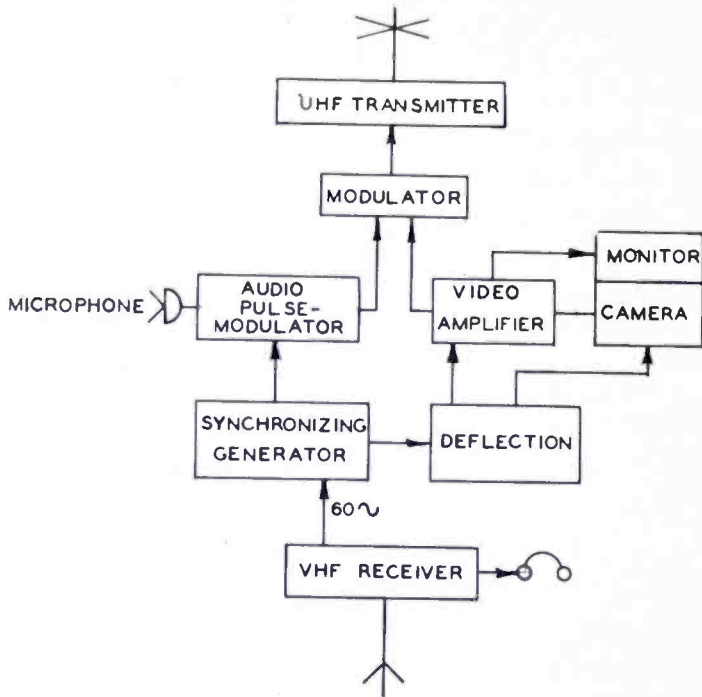 UHF TRANSMITTER
MODULATOR
MONITOR
MICROPHONE
AUDIO
PULSE-
MODULATOR
VIDEO
AMPLIFIER
CAMERA
SYNCHRONIZING
GENERATOR
DEFLECTION
60~
VHF RECEIVER